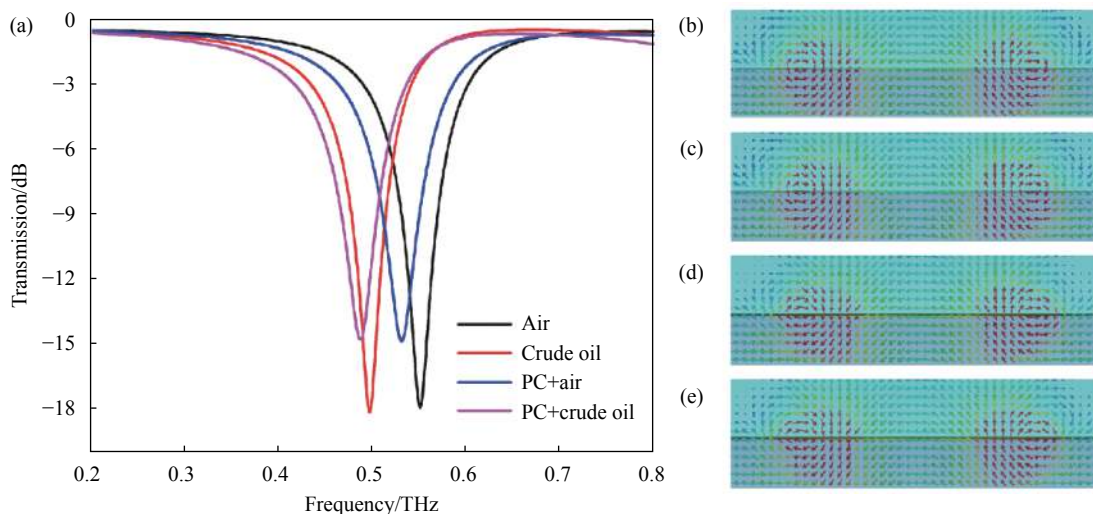 (a)
0
−3
−6
−9
−12
−15
−18
Transmission/dB
Air
Crude oil
PC+air
PC+crude oil
0.2 0.3 0.4 0.5 0.6 0.7 0.8
Frequency/THz
(b)
(c)
(d)
(e)